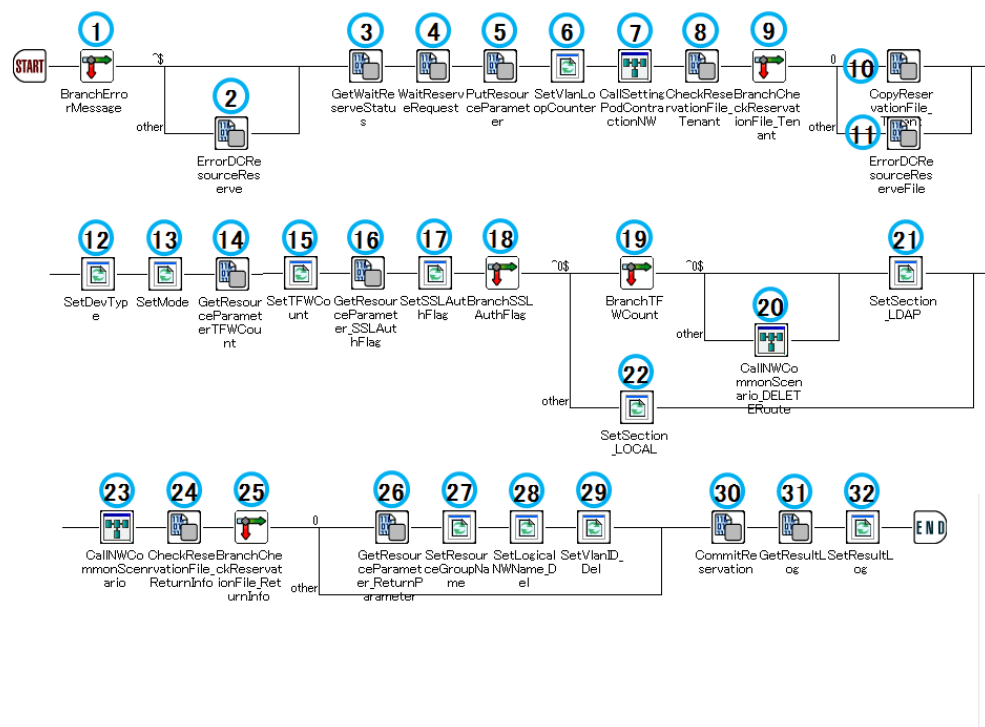 1
3
4
5
6
7
8
9
START
^$
0
10
BranchErro
rMessage
2
GetWaitRe
serveStatu
s
WaitReserv
eRequest
PutResour
ceParamet
er
SetVlanLo
opCounter
CallSetting
PodContra
ctionNW
CheckRese
rvationFile_
Tenant
BranchChe
ckReservat
ionFile_Ten
ant
CopyReser
vationFile_
Tenant
other
other
11
ErrorDCRe
sourceRes
erve
ErrorDCRe
sourceRes
erveFile
12
13
14
15
16
17
18
19
21
^0$
^0$
SetDevTyp
e
SetMode
GetResour
ceParamet
erTFWCou
nt
SetTFWCo
unt
GetResour
ceParamet
er_SSLAut
hFlag
SetSSLAut
hFlag
BranchSSL
AuthFlag
BranchTF
WCount
SetSection
_LDAP
20
other
CallNWCo
mmonScen
ario_DELET
ERoute
22
other
SetSection
_LOCAL
23
24
25
26
27
28
29
30
31
32
0
END
CallNWCo
mmonScen
ario
CheckRese
rvationFile_
ReturnInfo
BranchChe
ckReservat
ionFile_Ret
urnInfo
other
GetResour
ceParamet
er_ReturnP
arameter
SetResour
ceGroupNa
me
SetLogical
NWName_D
el
SetVlanID_
Del
CommitRe
servation
GetResultL
og
SetResultL
og